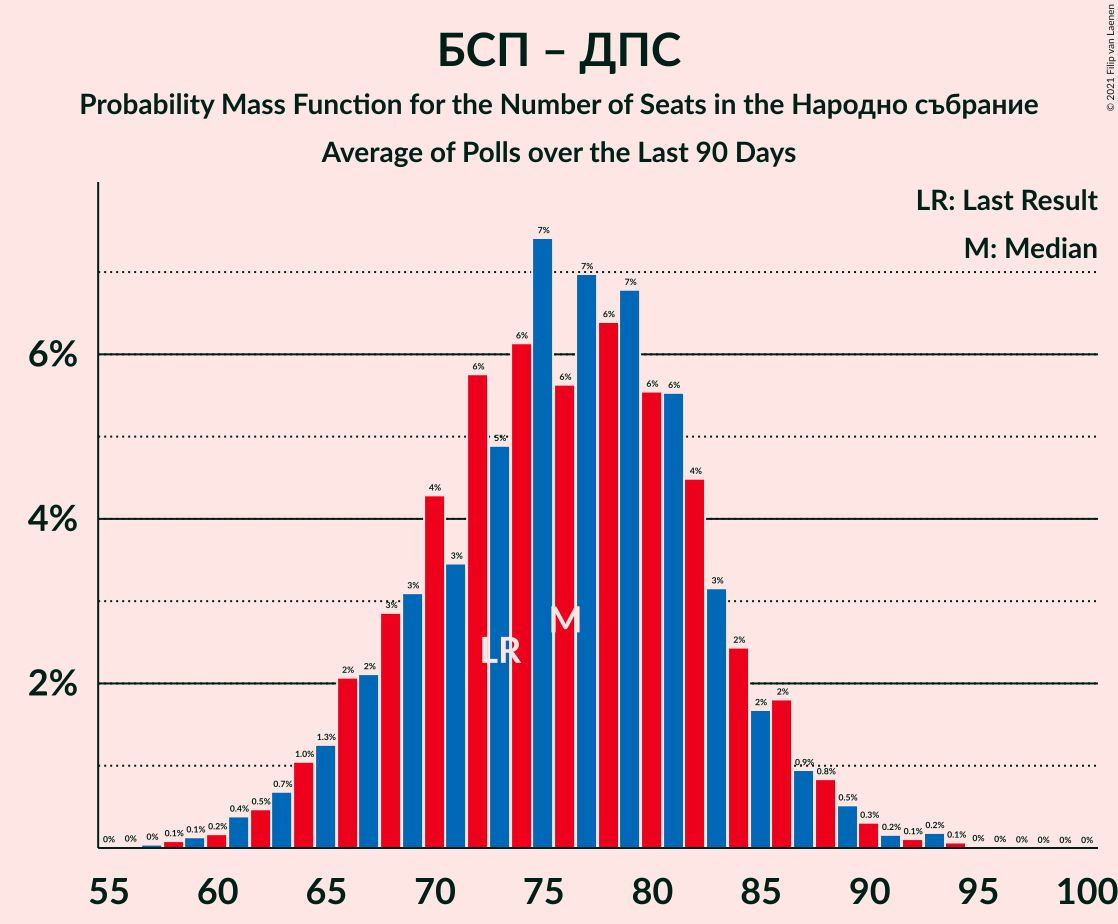 БСП – ДПС
Probability Mass Function for the Number of Seats in the Народно събрание
Average of Polls over the Last 90 Days
© 2021 Filip van Laenen
LR: Last Result
M: Median
6%
4%
2%
0% 0% 0% 0.1% 0.1% 0.2% 0.4% 0.5% 0.7% 1.0% 1.3% 2% 2% 3% 3% 4% 3% 6% 5% 6% 7% 6% 7% 6% 7% 6% 6% 4% 3% 2% 2% 2% 0.9% 0.8% 0.5% 0.3% 0.2% 0.1% 0.2% 0.1% 0% 0% 0% 0% 0% 0%
M
LR
55 60 65 70 75 80 85 90 95 100